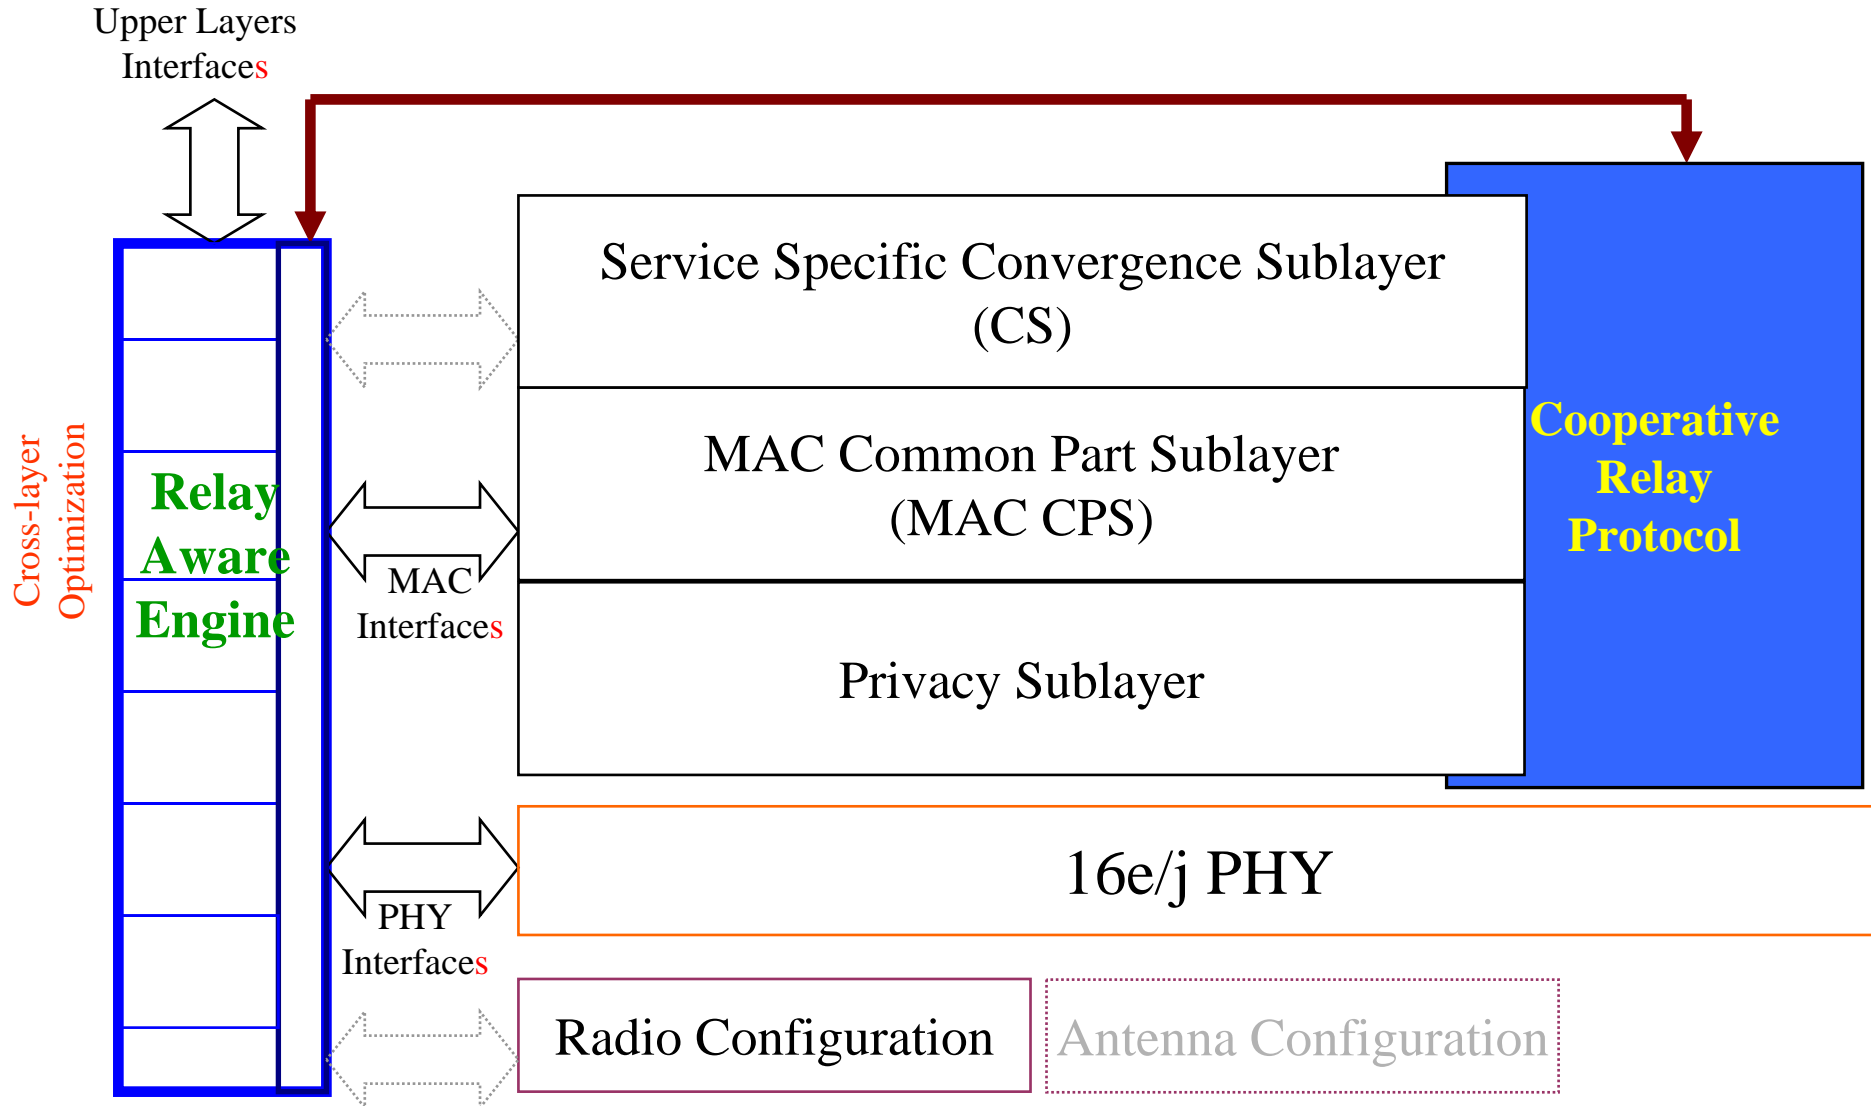 Upper Layers
Interfaces
Service Specific Convergence Sublayer
(CS)
MAC Common Part Sublayer
(MAC CPS)
Privacy Sublayer
Cooperative
Relay
Protocol
Cross-layer
Optimization
Relay
Aware
Engine
MAC
Interfaces
16e/j PHY
PHY
Interfaces
Radio Configuration
Antenna Configuration